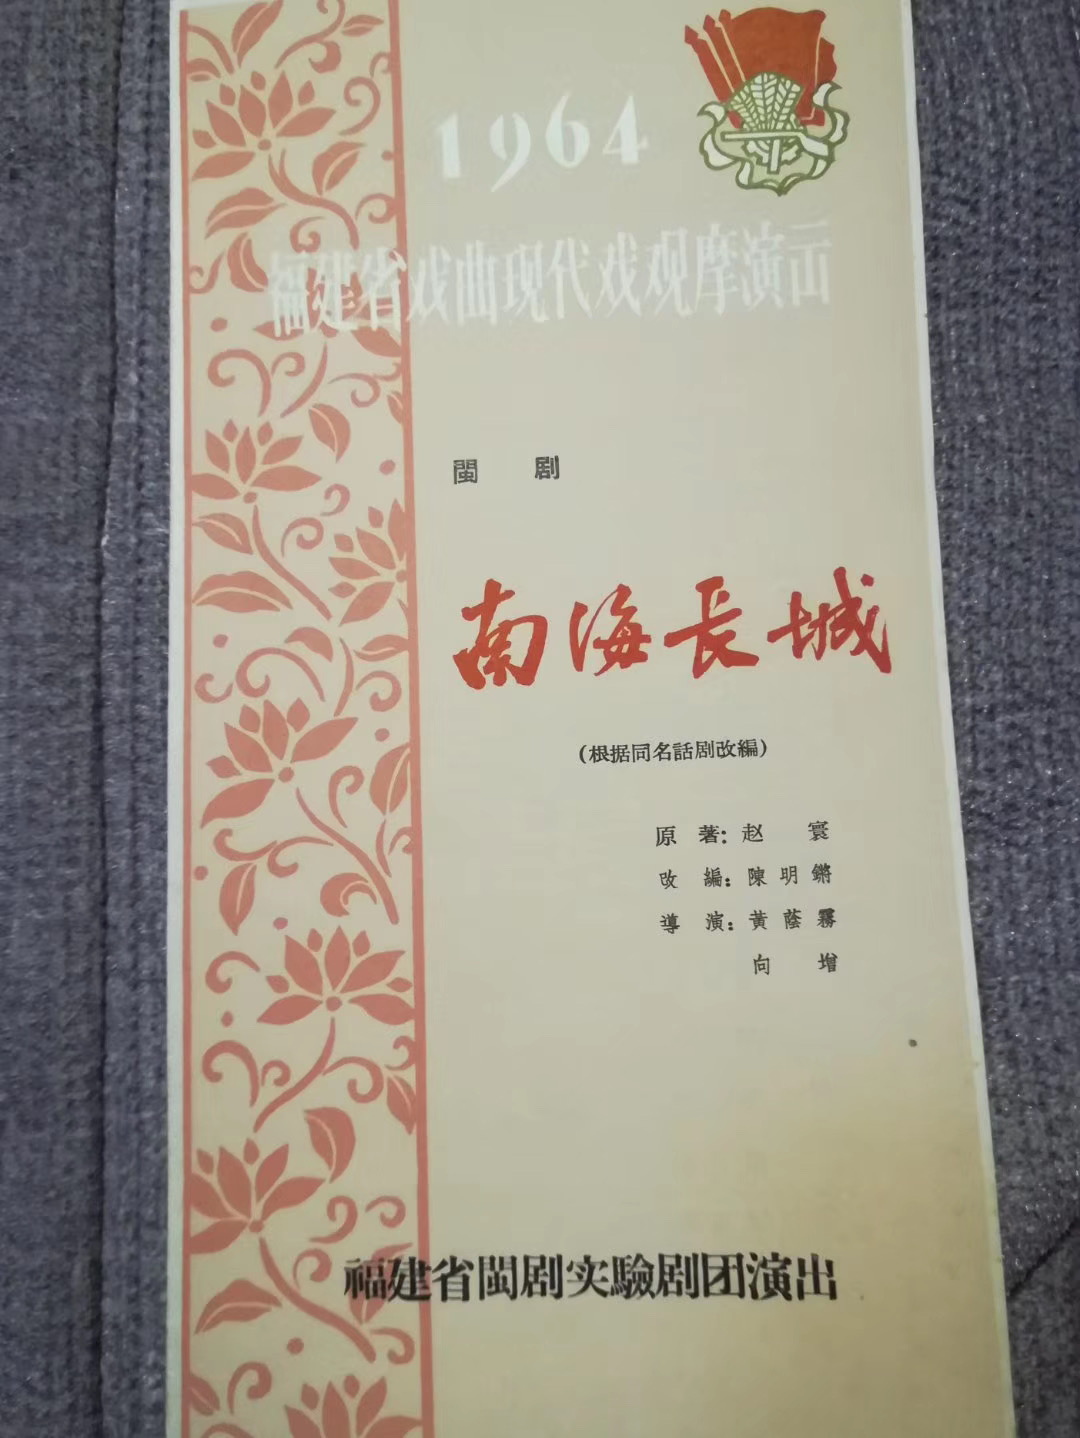 1964
福建省戏曲现代戏观摩演出
閩 剧
南海長城
(根据同名話剧改編)
原 著:赵 寰
改 編:陳明鏘
導 演:黃蔭霧
向 增
福建省閩剧实驗剧团演出